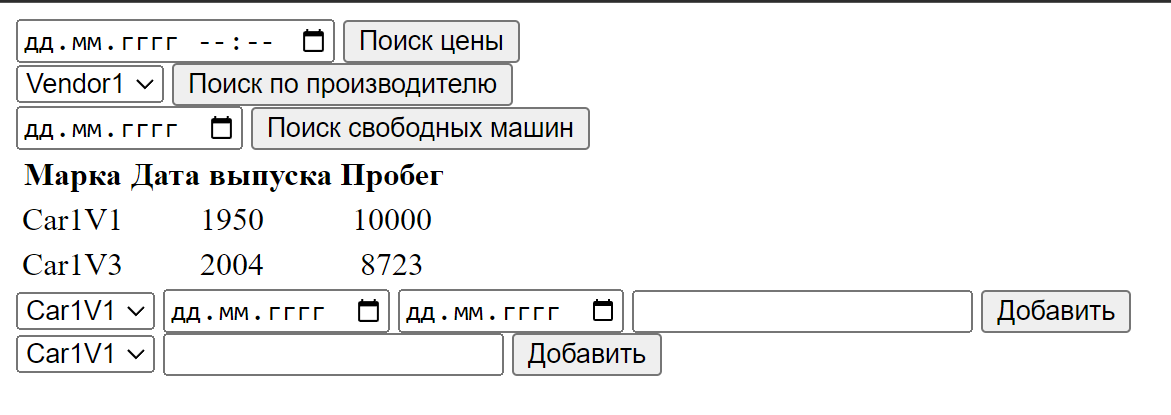 дд.мм.гггг --:-- Поиск цены
Vendor1 Поиск по производителю
дд.мм.гггг Поиск свободных машин
Марка Дата выпуска Пробег
Car1V1 1950 10000
Car1V3 2004 8723
Car1V1 дд.мм.гггг дд.мм.гггг Добавить
Car1V1 Добавить